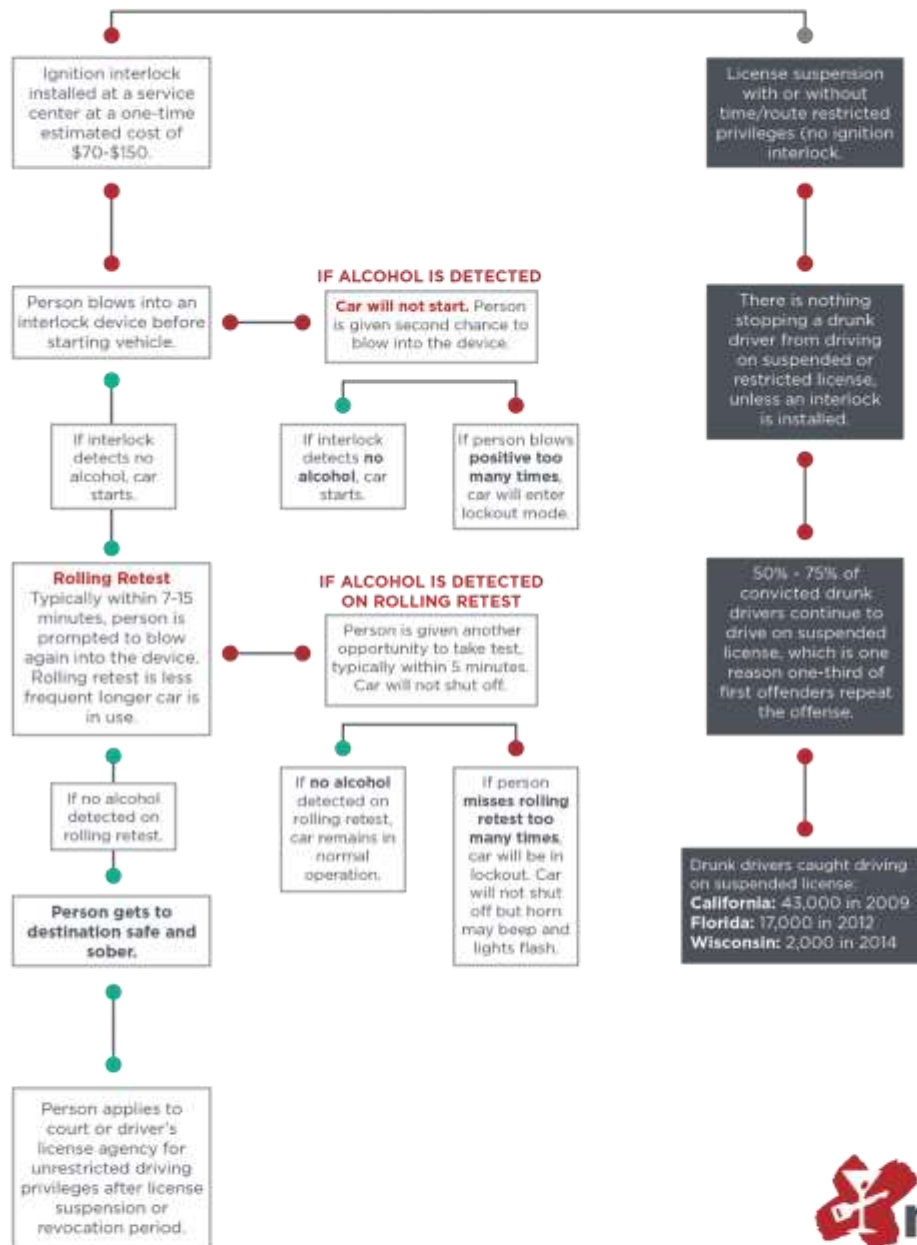 Ignition interlock
installed at a service
center at a one-time
estimated cost of
$70-$150.
License suspension
with or without
time/route restricted
privileges (no ignition
interlock.
Person blows into an
interlock device before
starting vehicle.
IF ALCOHOL IS DETECTED
Car will not start. Person
is given second chance to
blow into the device.
There is nothing
stopping a drunk
driver from driving
on suspended or
restricted license,
unless an interlock
is installed.
If interlock
detects no
alcohol, car
starts.
If interlock
detects no
alcohol, car
starts.
If person blows
positive too
many times,
car will enter
lockout mode.
Rolling Retest
Typically within 7-15
minutes, person is
prompted to blow
again into the device.
Rolling retest is less
frequent longer car is
in use.
IF ALCOHOL IS DETECTED
ON ROLLING RETEST
Person is given another
opportunity to take test,
typically within 5 minutes.
Car will not shut off.
50% - 75% of
convicted drunk
drivers continue to
drive on suspended
license, which is one
reason one-third of
first offenders repeat
the offense.
If no alcohol
detected on
rolling retest.
If no alcohol
detected on
rolling retest,
car remains in
normal
operation.
If person
misses rolling
retest too
many times,
car will be in
lockout. Car
will not shut
off but horn
may beep and
lights flash.
Person gets to
destination safe and
sober.
Drunk drivers caught driving
on suspended license:
California: 43,000 in 2009
Florida: 17,000 in 2012
Wisconsin: 2,000 in 2014
Person applies to
court or driver's
license agency for
unrestricted driving
privileges after license
suspension or
revocation period.